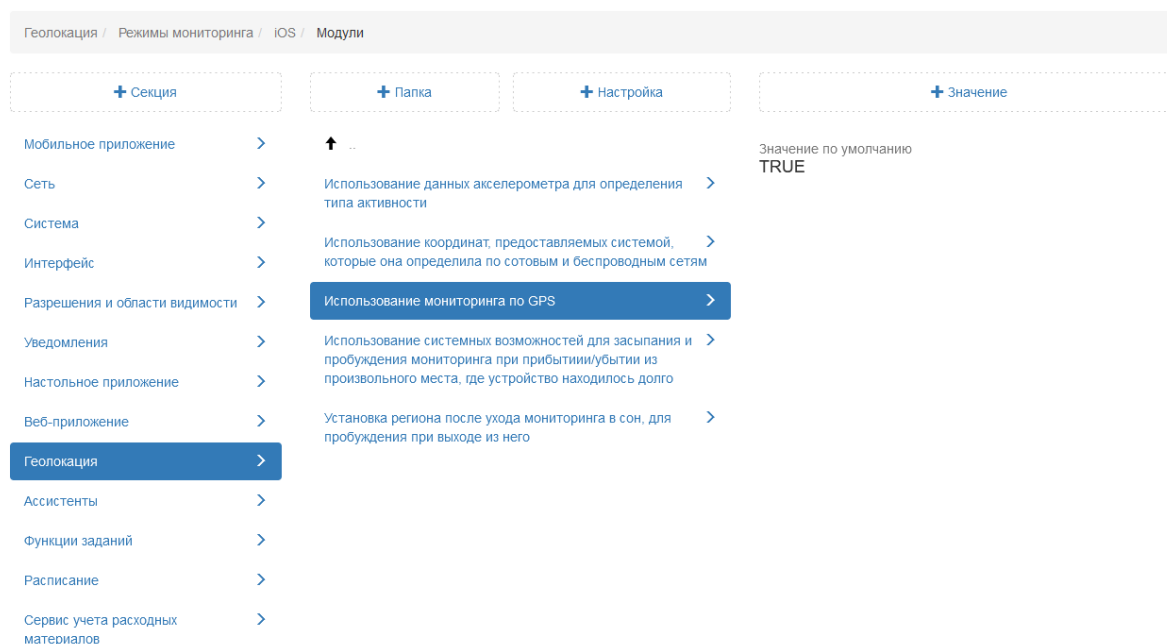 Геолокация / Режимы мониторинга / iOS / Модули
+ Секция
+ Папка
+ Настройка
+ Значение
Мобильное приложение
Сеть
Система
Интерфейс
Разрешения и области видимости
Уведомления
Настольное приложение
Веб-приложение
Геолокация
Ассистенты
Функции заданий
Расписание
Сервис учета расходных
материалов
..
Использование данных акселерометра для определения
типа активности
Использование координат, предоставляемых системой,
которые она определила по сотовым и беспроводным сетям
Использование мониторинга по GPS
Использование системных возможностей для засыпания и
пробуждения мониторинга при прибытиии/убытии из
произвольного места, где устройство находилось долго
Установка региона после ухода мониторинга в сон, для
пробуждения при выходе из него
Значение по умолчанию
TRUE